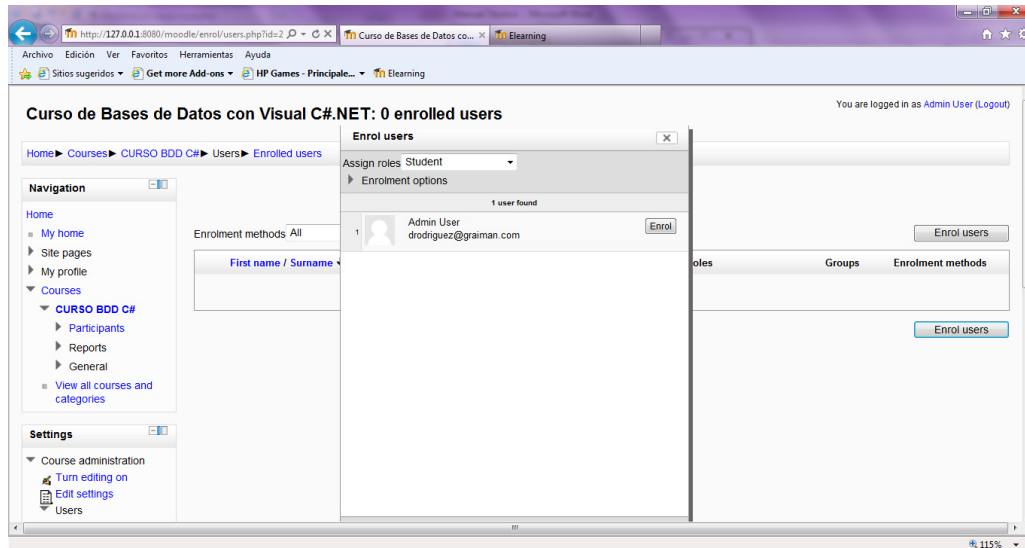 http://127.0.0.1:8080/moodle/enrol/users.php?id=2
Curso de Bases de Datos co...
Elearning
Archivo Edición Ver Favoritos Herramientas Ayuda
Sitios sugeridos Get more Add-ons HP Games - Principale... Elearning
Curso de Bases de Datos con Visual C#.NET: 0 enrolled users
You are logged in as Admin User (Logout)
Home► Courses► CURSO BDD C#► Users► Enrolled users
Navigation
Home
My home
Site pages
My profile
Courses
CURSO BDD C#
Participants
Reports
General
View all courses and
categories
Settings
Course administration
Turn editing on
Edit settings
Users
Enrolment methods All
Enrol users
First name / Surname
oles
Groups
Enrolment methods
Enrol users
Enrol users
Assign roles Student
Enrolment options
1 user found
1
Admin User
drodriguez@graiman.com
Enrol
115%